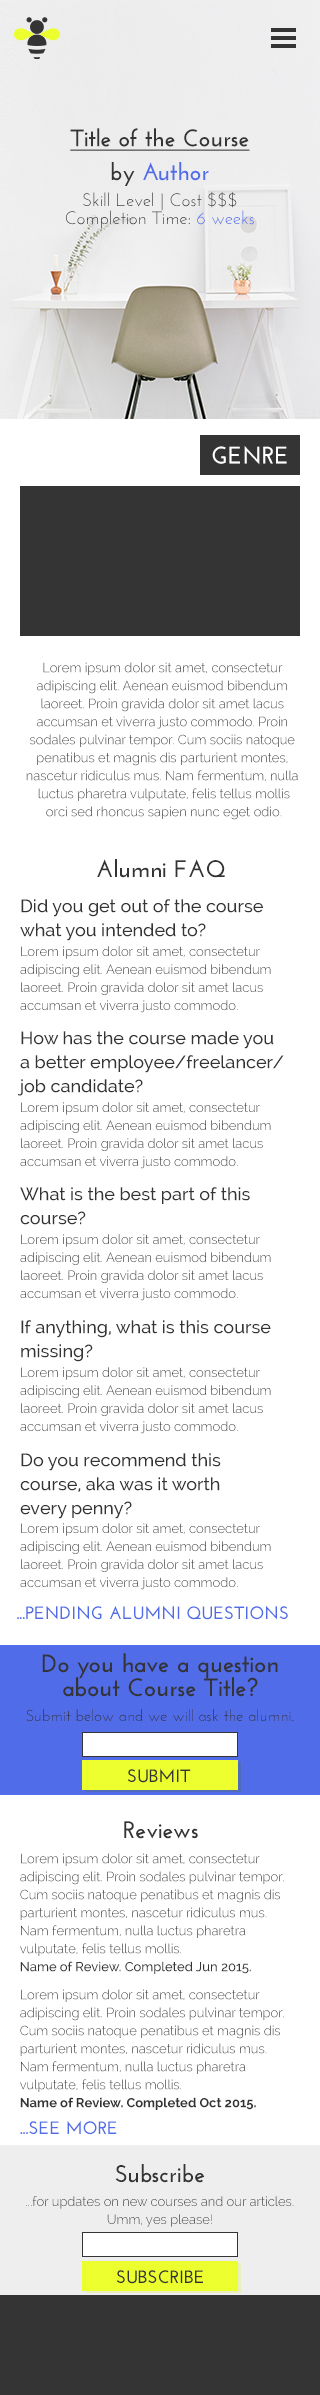 Title of the Course
by Author
Skill Level | Cost $$$
Completion Time: 6 weeks
GENRE
Lorem ipsum dolor sit amet, consectetur
adipiscing elit. Aenean euismod bibendum
laoreet. Proin gravida dolor sit amet lacus
accumsan et viverra justo commodo. Proin
sodales pulvinar tempor. Cum sociis natoque
penatibus et magnis dis parturient montes,
nascetur ridiculus mus. Nam fermentum, nulla
luctus pharetra vulputate, felis tellus mollis
orci sed rhoncus sapien nunc eget odio.
Alumni FAQ
Did you get out of the course
what you intended to?
Lorem ipsum dolor sit amet, consectetur
adipiscing elit. Aenean euismod bibendum
laoreet. Proin gravida dolor sit amet lacus
accumsan et viverra justo commodo.
How has the course made you
a better employee/freelancer/
job candidate?
Lorem ipsum dolor sit amet, consectetur
adipiscing elit. Aenean euismod bibendum
laoreet. Proin gravida dolor sit amet lacus
accumsan et viverra justo commodo.
What is the best part of this
course?
Lorem ipsum dolor sit amet, consectetur
adipiscing elit. Aenean euismod bibendum
laoreet. Proin gravida dolor sit amet lacus
accumsan et viverra justo commodo.
If anything, what is this course
missing?
Lorem ipsum dolor sit amet, consectetur
adipiscing elit. Aenean euismod bibendum
laoreet. Proin gravida dolor sit amet lacus
accumsan et viverra justo commodo.
Do you recommend this
course, aka was it worth
every penny?
Lorem ipsum dolor sit amet, consectetur
adipiscing elit. Aenean euismod bibendum
laoreet. Proin gravida dolor sit amet lacus
accumsan et viverra justo commodo.
...PENDING ALUMNI QUESTIONS
Do you have a question
about Course Title?
Submit below and we will ask the alumni.
SUBMIT
Reviews
Lorem ipsum dolor sit amet, consectetur
adipiscing elit. Proin sodales pulvinar tempor.
Cum sociis natoque penatibus et magnis dis
parturient montes, nascetur ridiculus mus.
Nam fermentum, nulla luctus pharetra
vulputate, felis tellus mollis.
Name of Review. Completed Jun 2015.
Lorem ipsum dolor sit amet, consectetur
adipiscing elit. Proin sodales pulvinar tempor.
Cum sociis natoque penatibus et magnis dis
parturient montes, nascetur ridiculus mus.
Nam fermentum, nulla luctus pharetra
vulputate, felis tellus mollis.
Name of Review. Completed Oct 2015.
...SEE MORE
Subscribe
...for updates on new courses and our articles.
Umm, yes please!
SUBSCRIBE